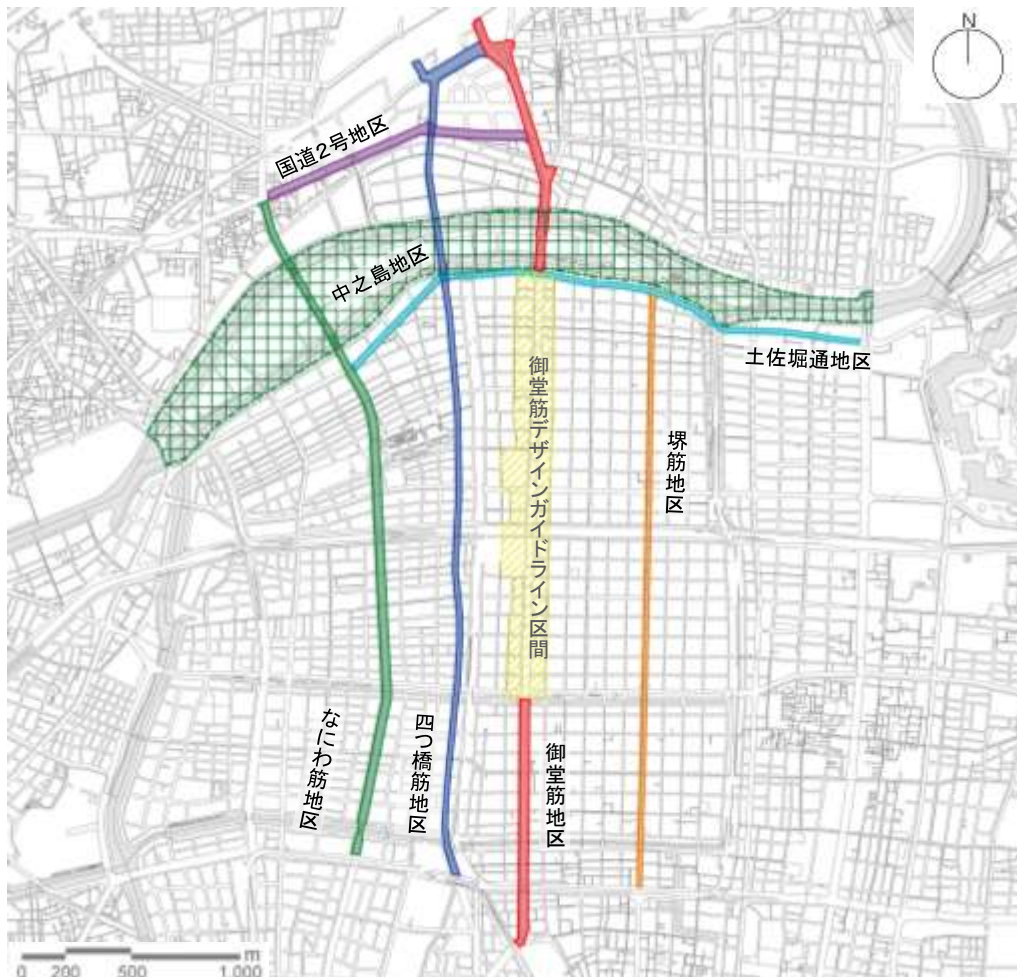 N
国道2号地区
中之島地区
土佐堀通地区
御堂筋デザインガイドライン区間
堺筋地区
なにわ筋地区
四つ橋筋地区
御堂筋地区
m
0 200 500 1,000